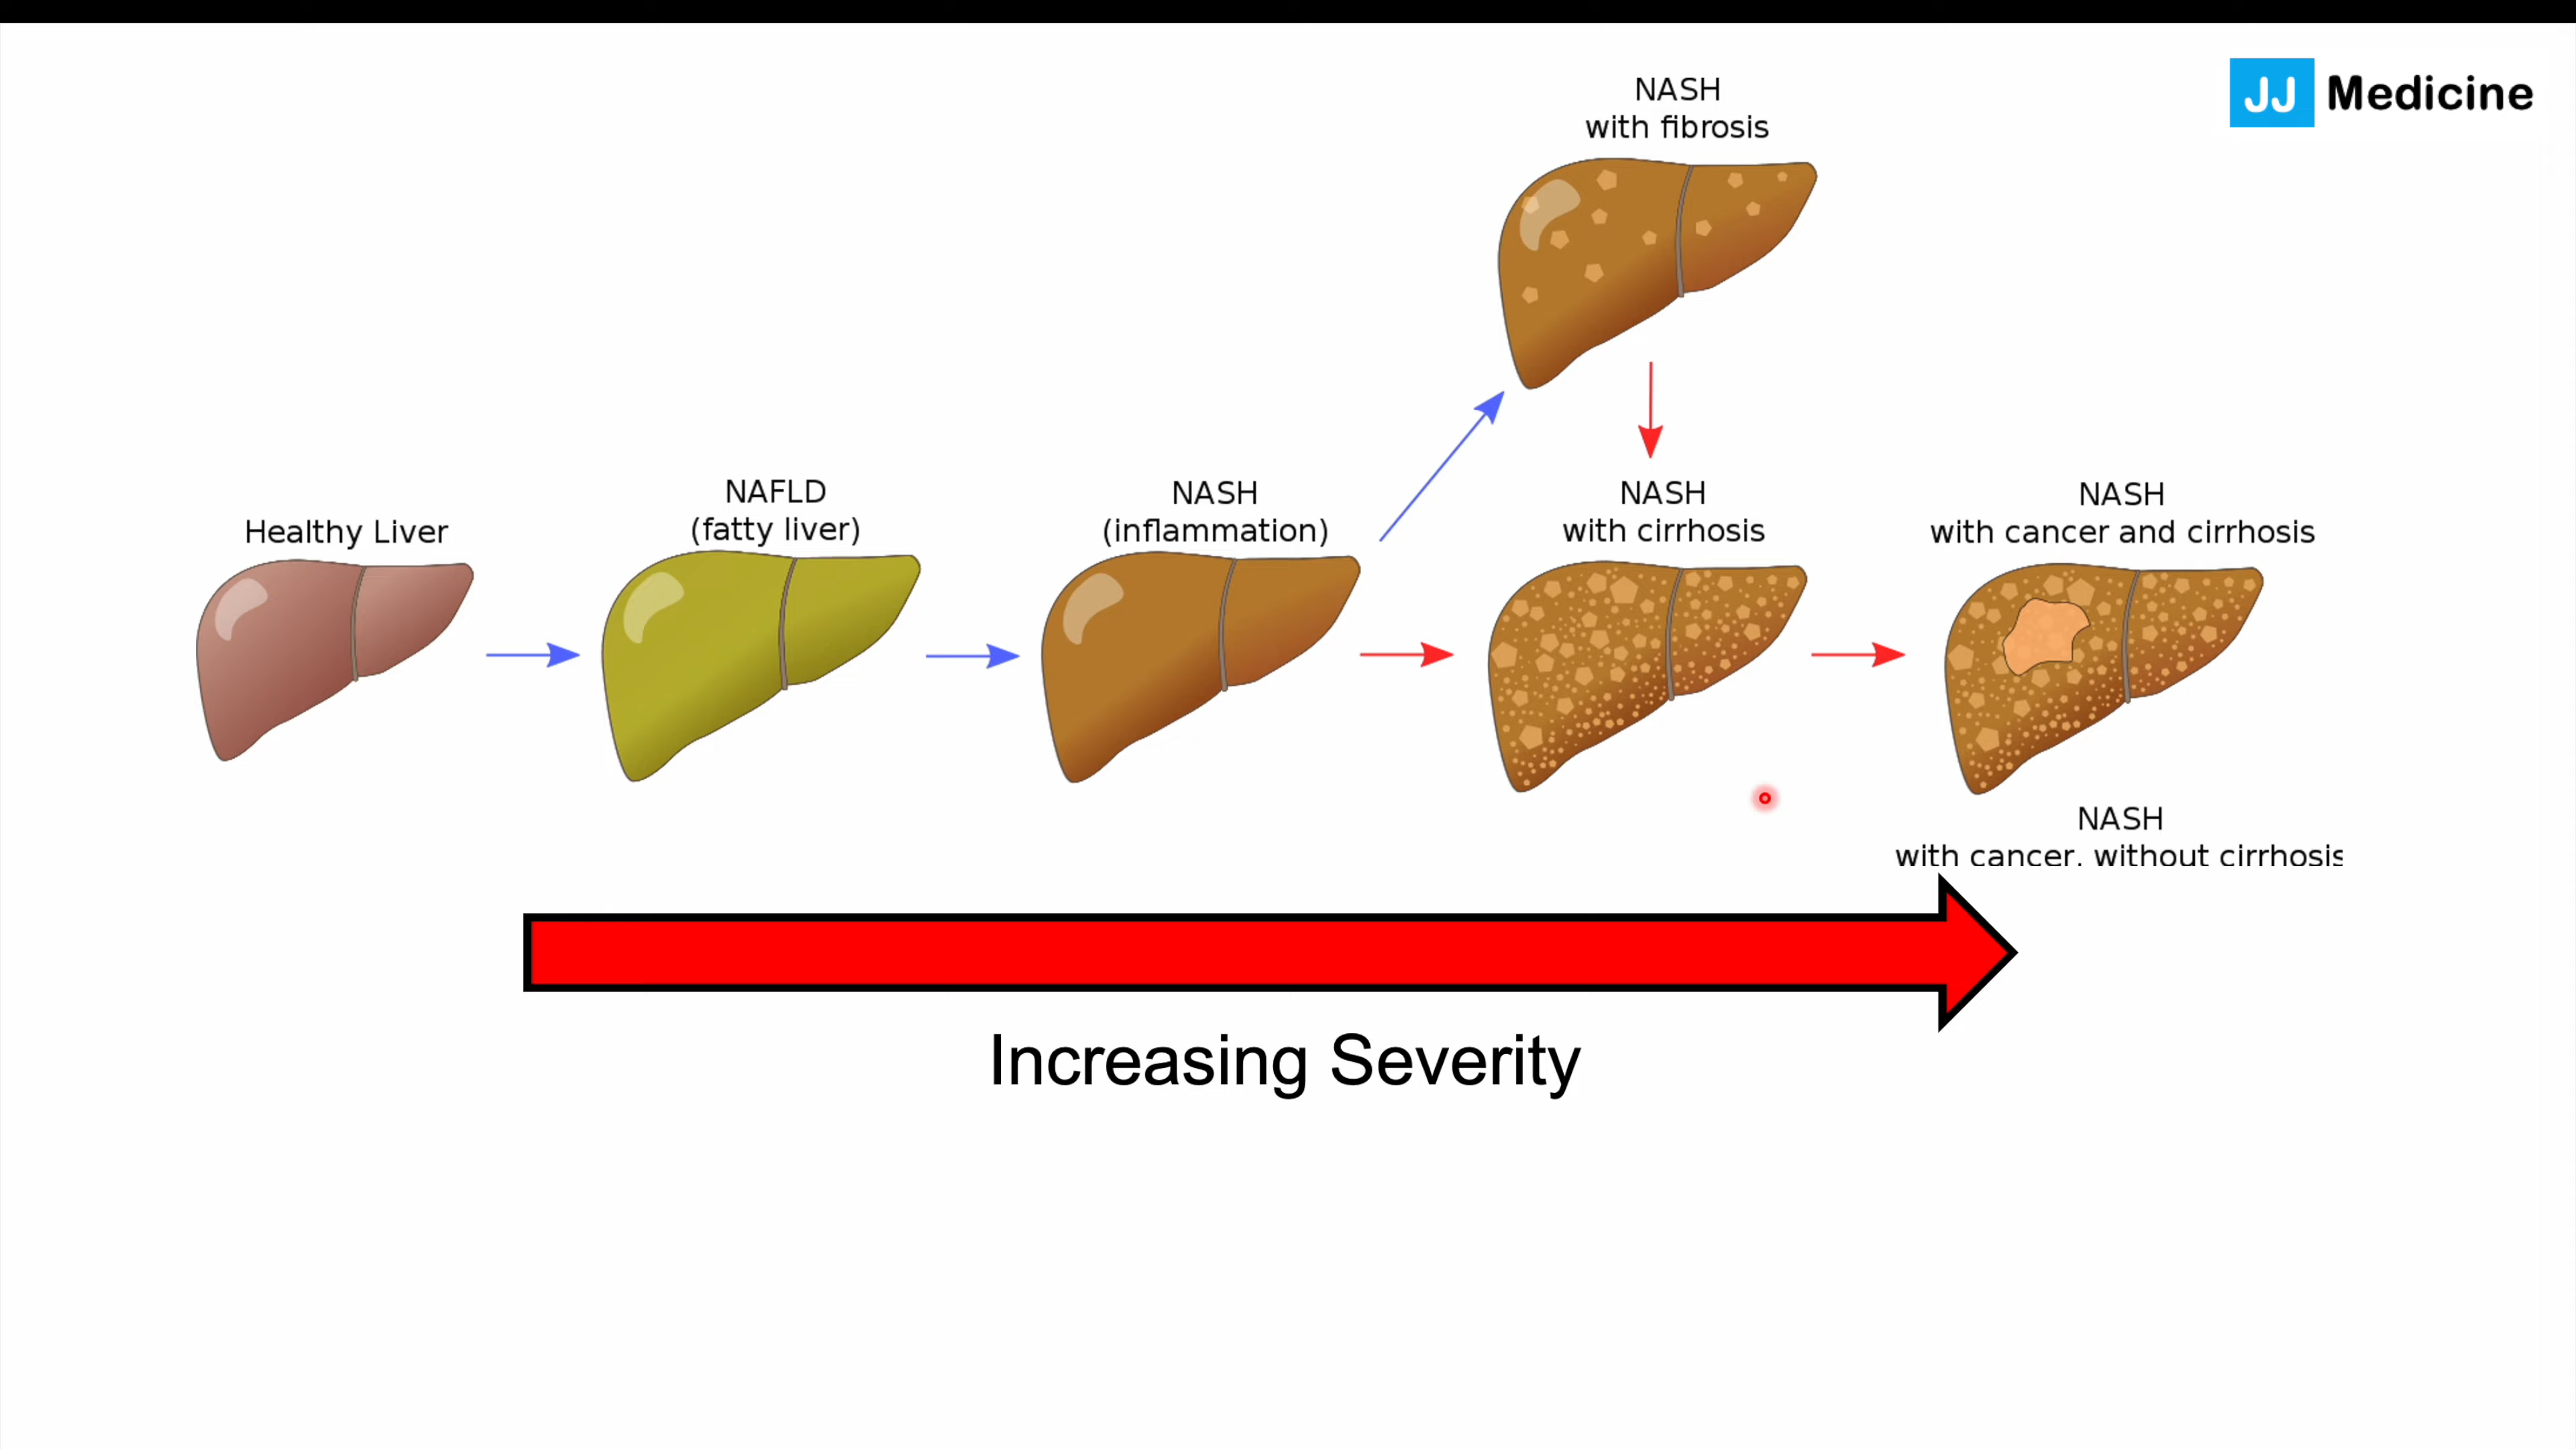 JJ Medicine
NASH
with fibrosis
Healthy Liver
NAFLD
(fatty liver)
NASH
(inflammation)
NASH
with cirrhosis
NASH
with cancer and cirrhosis
NASH
with cancer. without cirrhosis
Increasing Severity